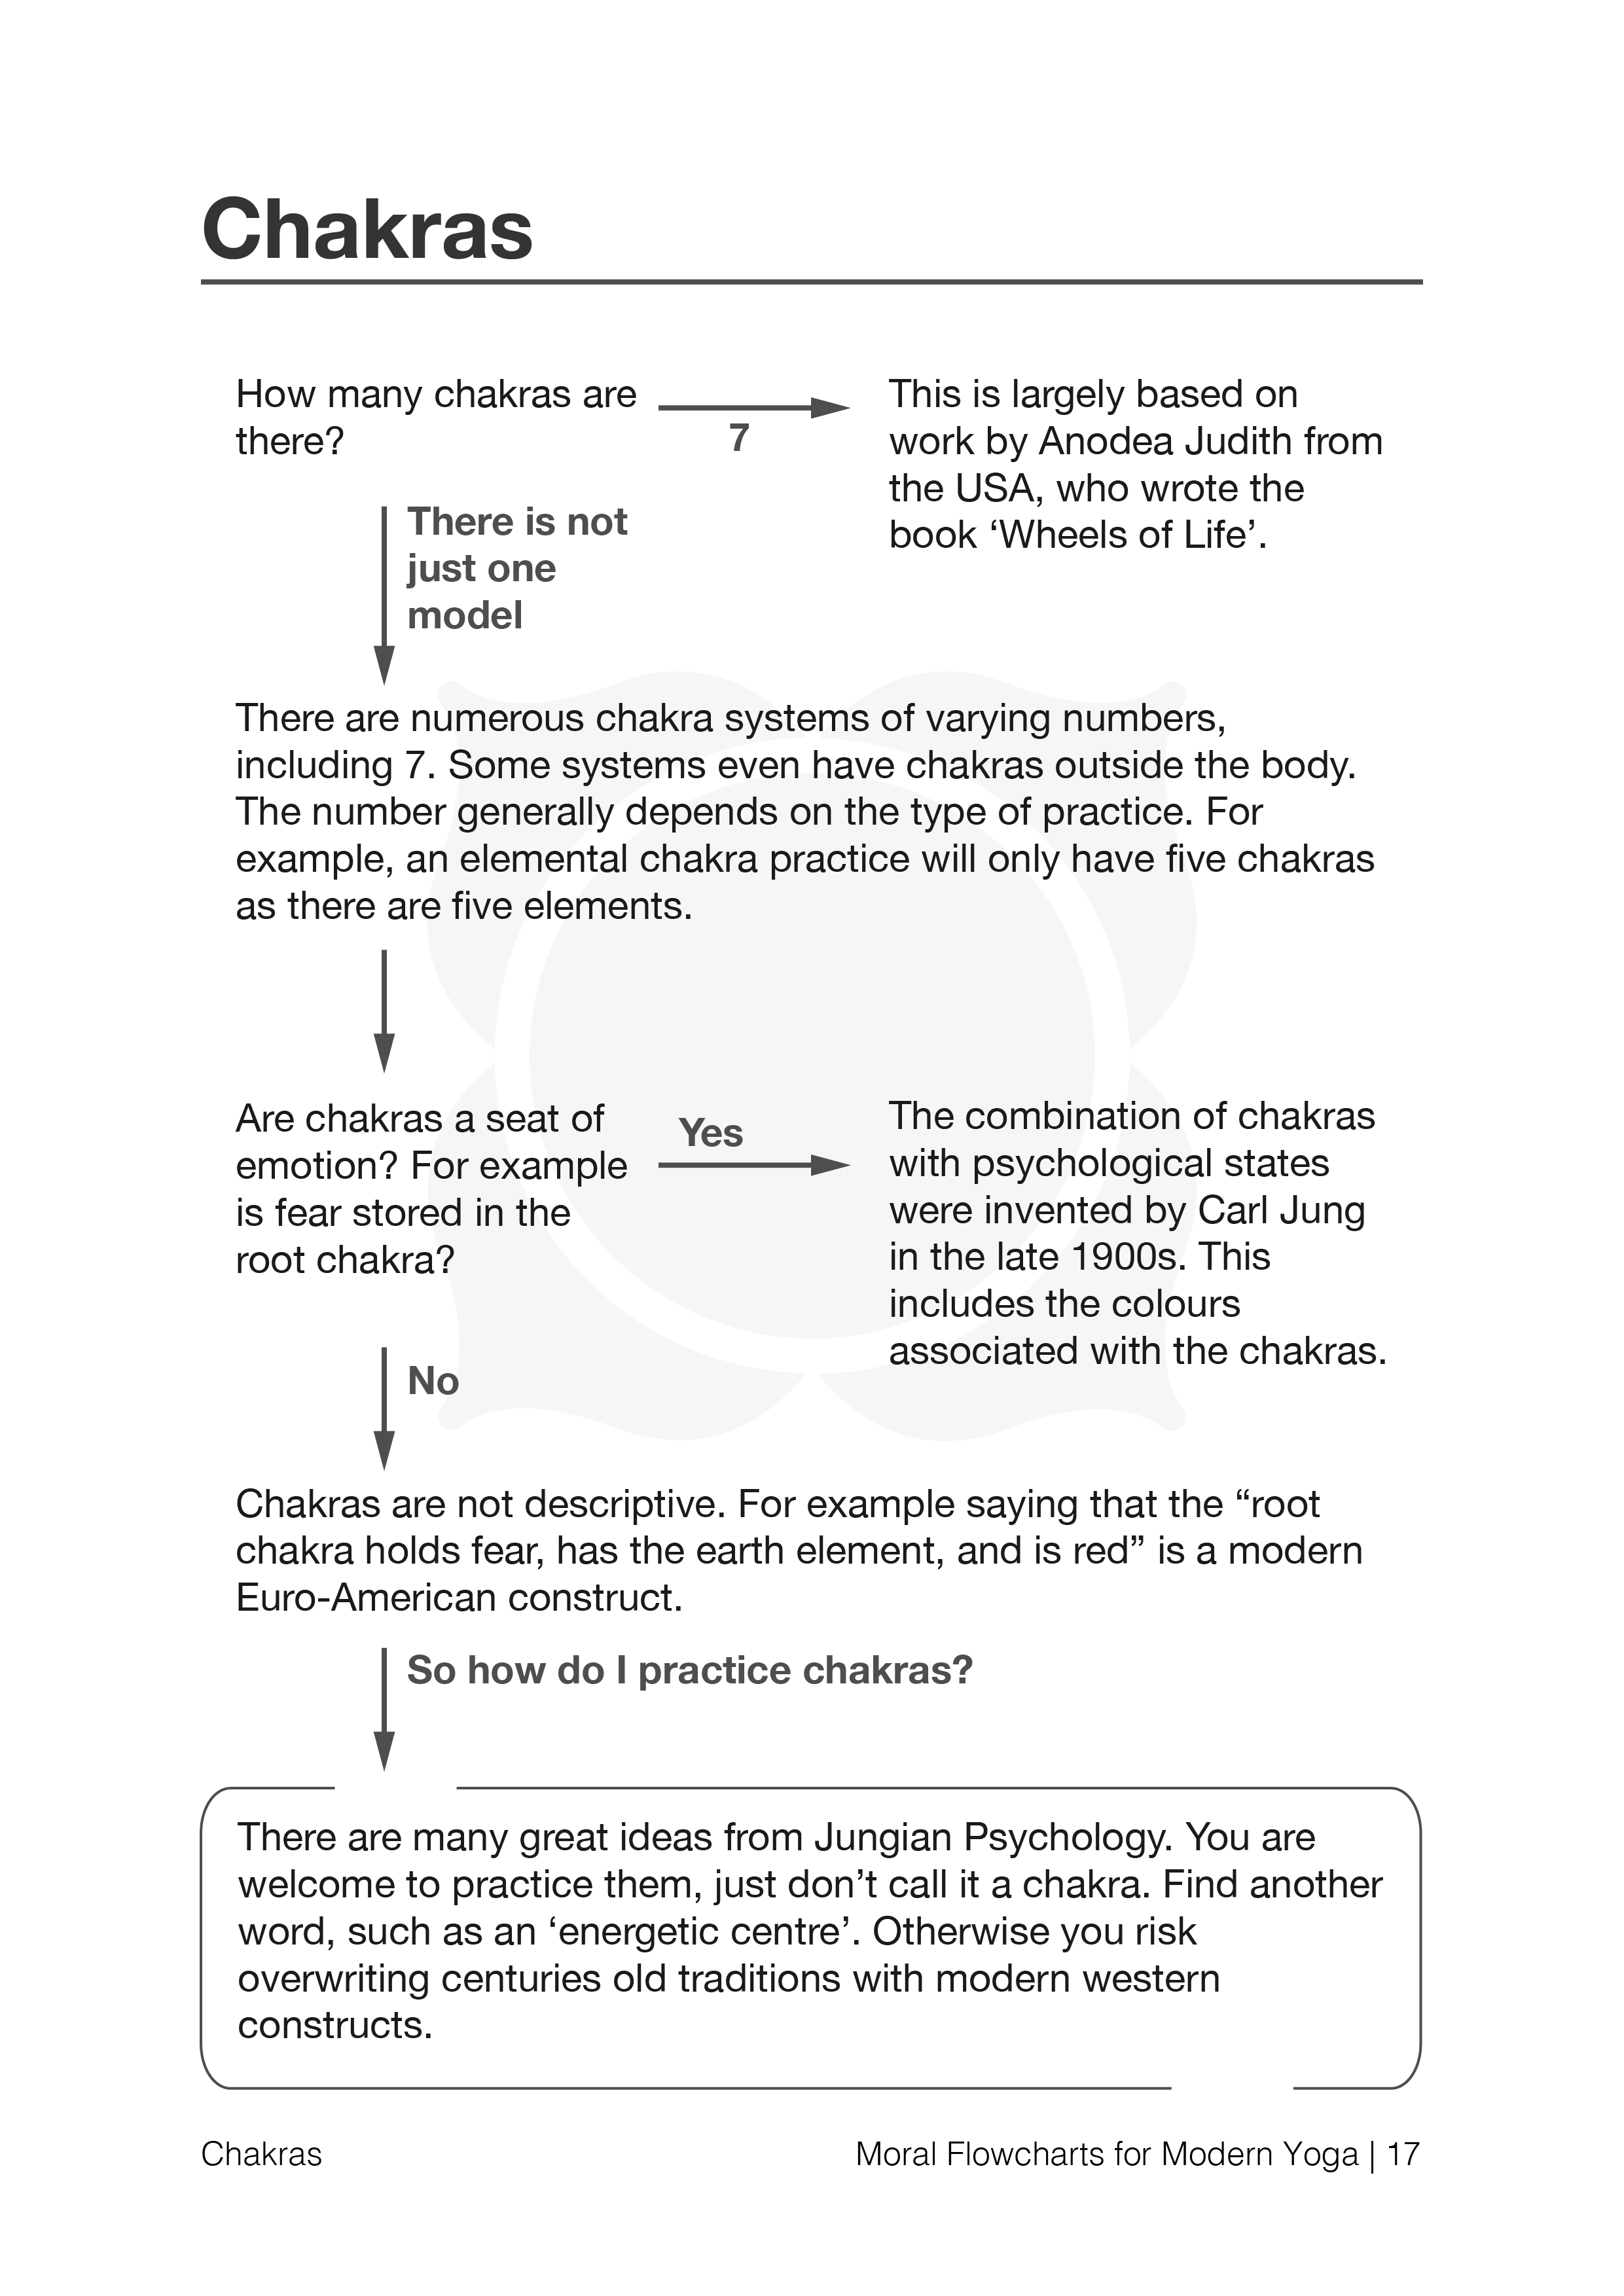 Chakras
How many chakras are
there?
7
This is largely based on
work by Anodea Judith from
the USA, who wrote the
book ‘Wheels of Life’.
There is not
just one
model
There are numerous chakra systems of varying numbers,
including 7. Some systems even have chakras outside the body.
The number generally depends on the type of practice. For
example, an elemental chakra practice will only have five chakras
as there are five elements.
Are chakras a seat of
emotion? For example
is fear stored in the
root chakra?
Yes
The combination of chakras
with psychological states
were invented by Carl Jung
in the late 1900s. This
includes the colours
associated with the chakras.
No
Chakras are not descriptive. For example saying that the “root
chakra holds fear, has the earth element, and is red” is a modern
Euro-American construct.
So how do I practice chakras?
There are many great ideas from Jungian Psychology. You are
welcome to practice them, just don’t call it a chakra. Find another
word, such as an ‘energetic centre’. Otherwise you risk
overwriting centuries old traditions with modern western
constructs.
Chakras
Moral Flowcharts for Modern Yoga | 17